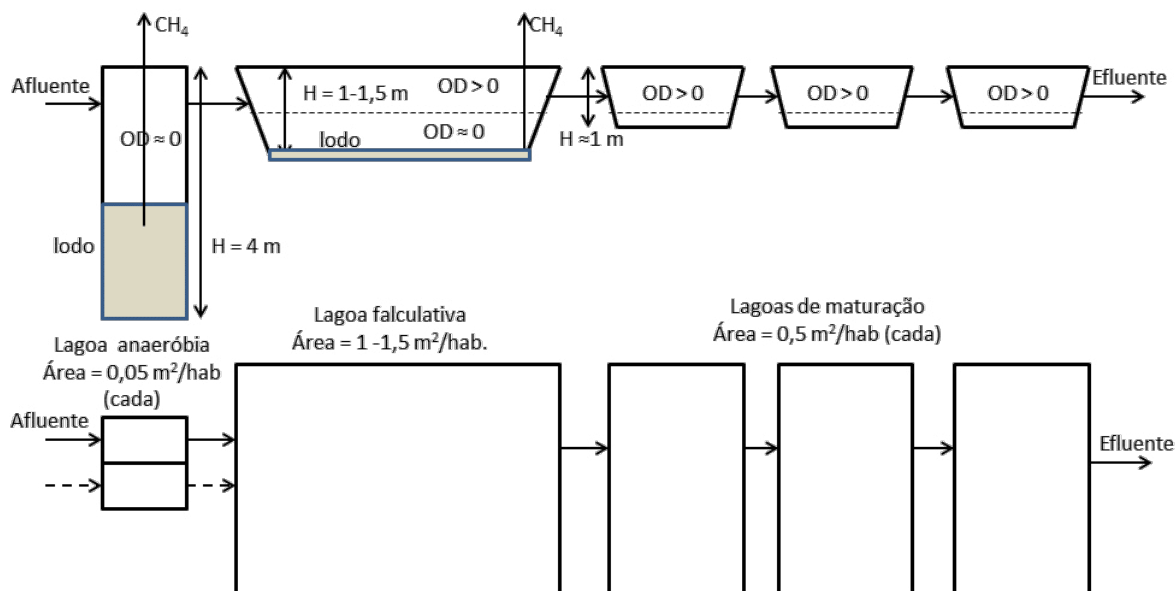 CH₄
CH₄
Afluente
Efluente
H = 1-1,5 m
OD > 0
OD > 0
OD > 0
OD > 0
OD ≈ 0
OD ≈ 0
lodo
H ≈1 m
lodo
H = 4 m
Lagoa falculativa
Área = 1 -1,5 m²/hab.
Lagoas de maturação
Área = 0,5 m²/hab (cada)
Lagoa anaeróbia
Área = 0,05 m²/hab
(cada)
Afluente
Efluente